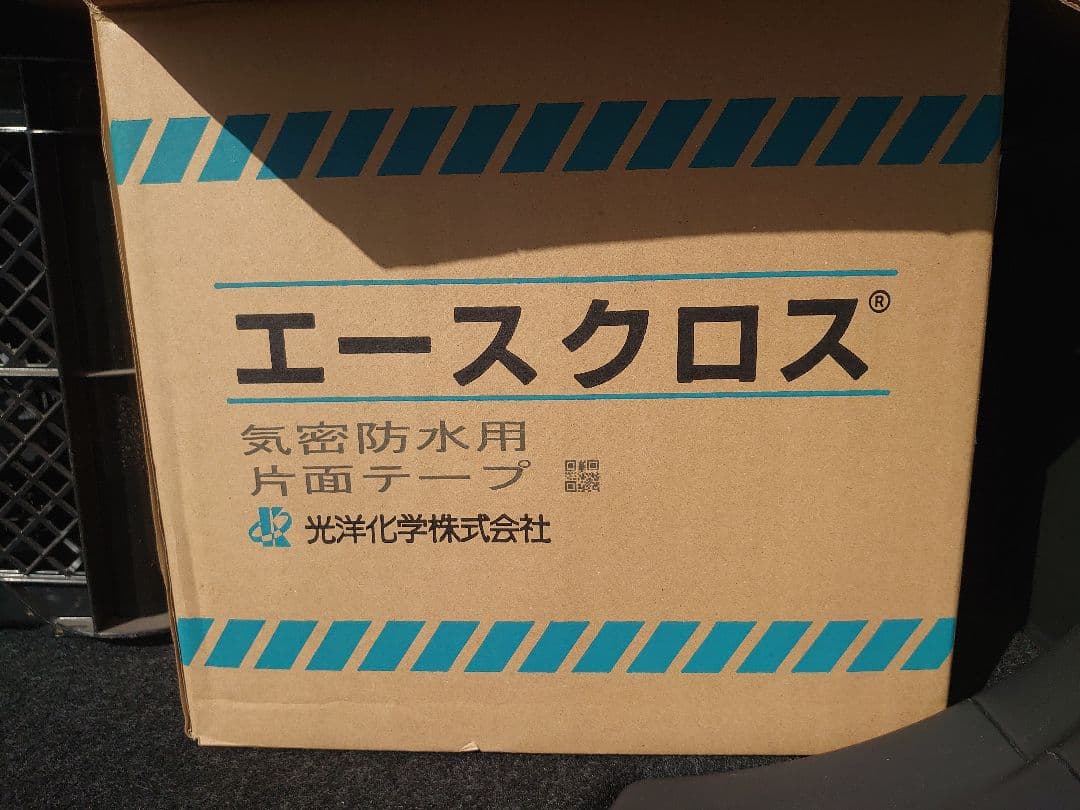 エースクロス®
気密防水用
片面テープ
光洋化学株式会社